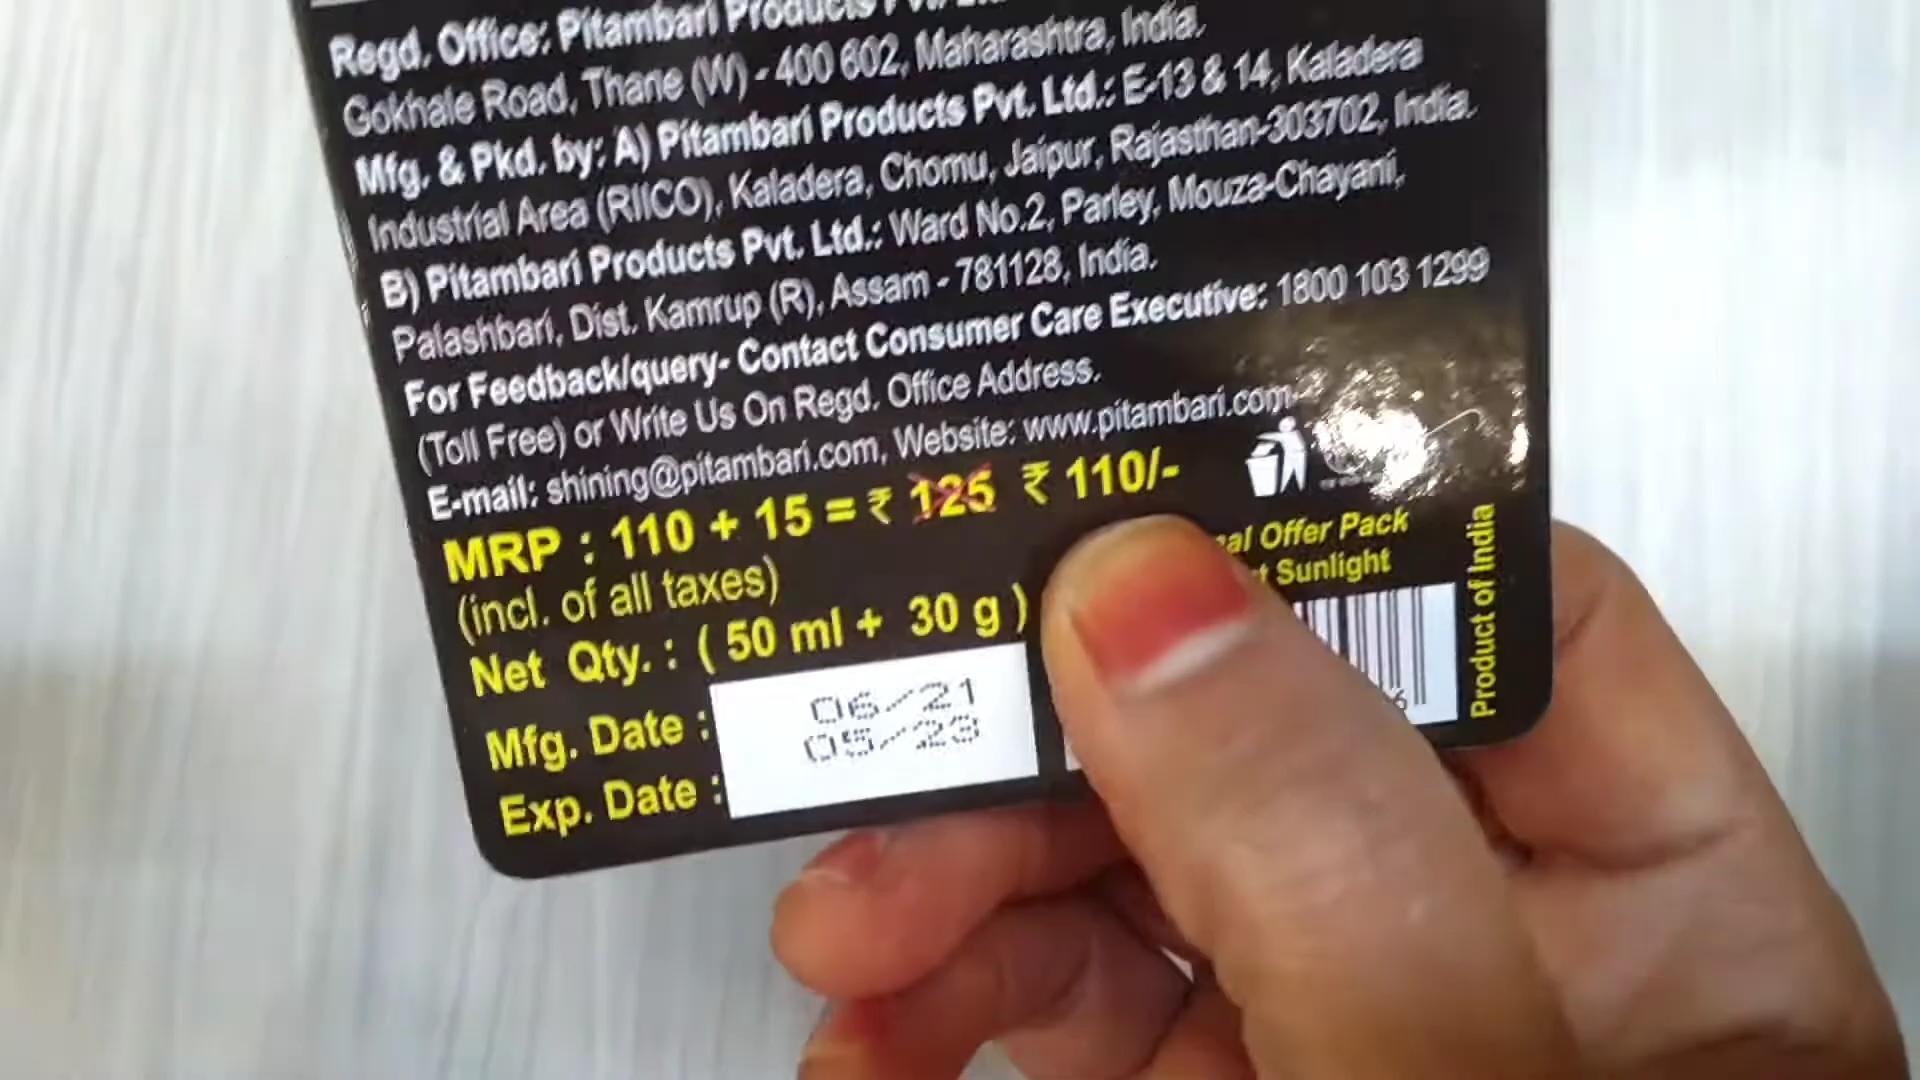 Regd. Office: Pitambari Products
Gokhale Road, Thane (W) - 400 602, Maharashtra, India.
Mfg. & Pkd. by: A) Pitambari Products Pvt. Ltd.: E-13 & 14, Kaladera
Industrial Area (RIICO), Kaladera, Chomu, Jaipur, Rajasthan-303702, India.
B) Pitambari Products Pvt. Ltd.: Ward No.2, Parley, Mouza-Chayani,
Palashbari, Dist. Kamrup (R), Assam - 781128, India.
For Feedback/query- Contact Consumer Care Executive: 1800 103 1299
(Toll Free) or Write Us On Regd. Office Address.
E-mail: shining@pitambari.com, Website: www.pitambari.com
MRP : 110 + 15 = ₹ 125 ₹ 110/-
(incl. of all taxes)
Net Qty. : ( 50 ml + 30 g )
Offer Pack
Sunlight
Mfg. Date : 06/21
Exp. Date : 05/23
Product of India